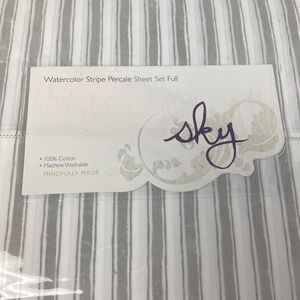 Watercolor Stripe Percale Sheet Set Full
sky
• 100% Cotton
• Machine Washable
MINDFULLY MADE